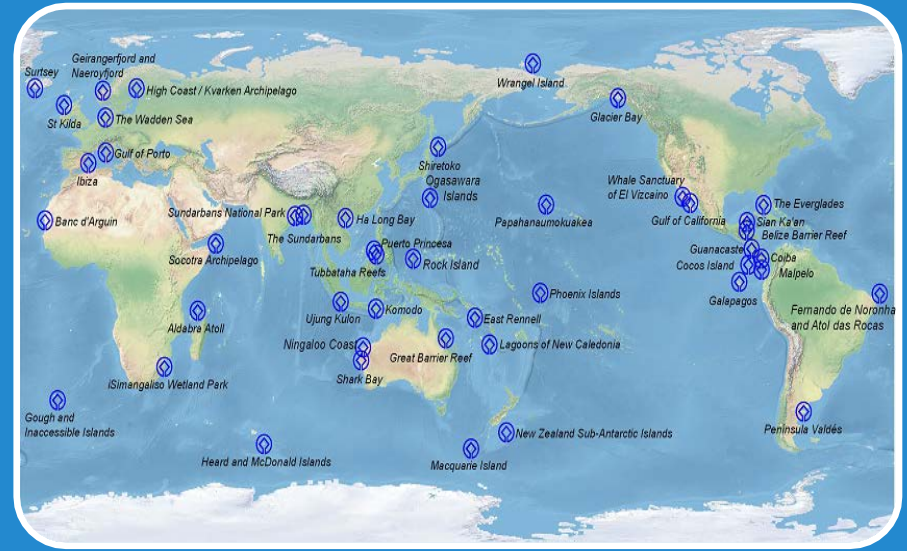 Geirangerfjord and
Naeroyfjord
Surtsey
High Coast / Kvarken Archipelago
Wrangel Island
St Kilda
The Wadden Sea
Glacier Bay
Gulf of Porto
Ibiza
Shiretoko
Ogasawara
Islands
Whale Sanctuary
of El Vizcaino
Banc d'Arguin
Sundarbans National Park
Ha Long Bay
Papahanaumokuakea
Gulf of California
The Everglades
Sian Ka'an
Belize Barrier Reef
The Sundarbans
Socotra Archipelago
Puerto Princesa
Tubbataha Reefs
Rock Island
Guanacaste
Coiba
Cocos Island
Malpelo
Galapagos
Phoenix Islands
Fernando de Noronha
and Atol das Rocas
Aldabra Atoll
Ujung Kulon
Komodo
East Rennell
Ningaloo Coast
Great Barrier Reef
Lagoons of New Caledonia
Shark Bay
iSimangaliso Wetland Park
Gough and
Inaccessible Islands
Peninsula Valdés
New Zealand Sub-Antarctic Islands
Heard and McDonald Islands
Macquarie Island